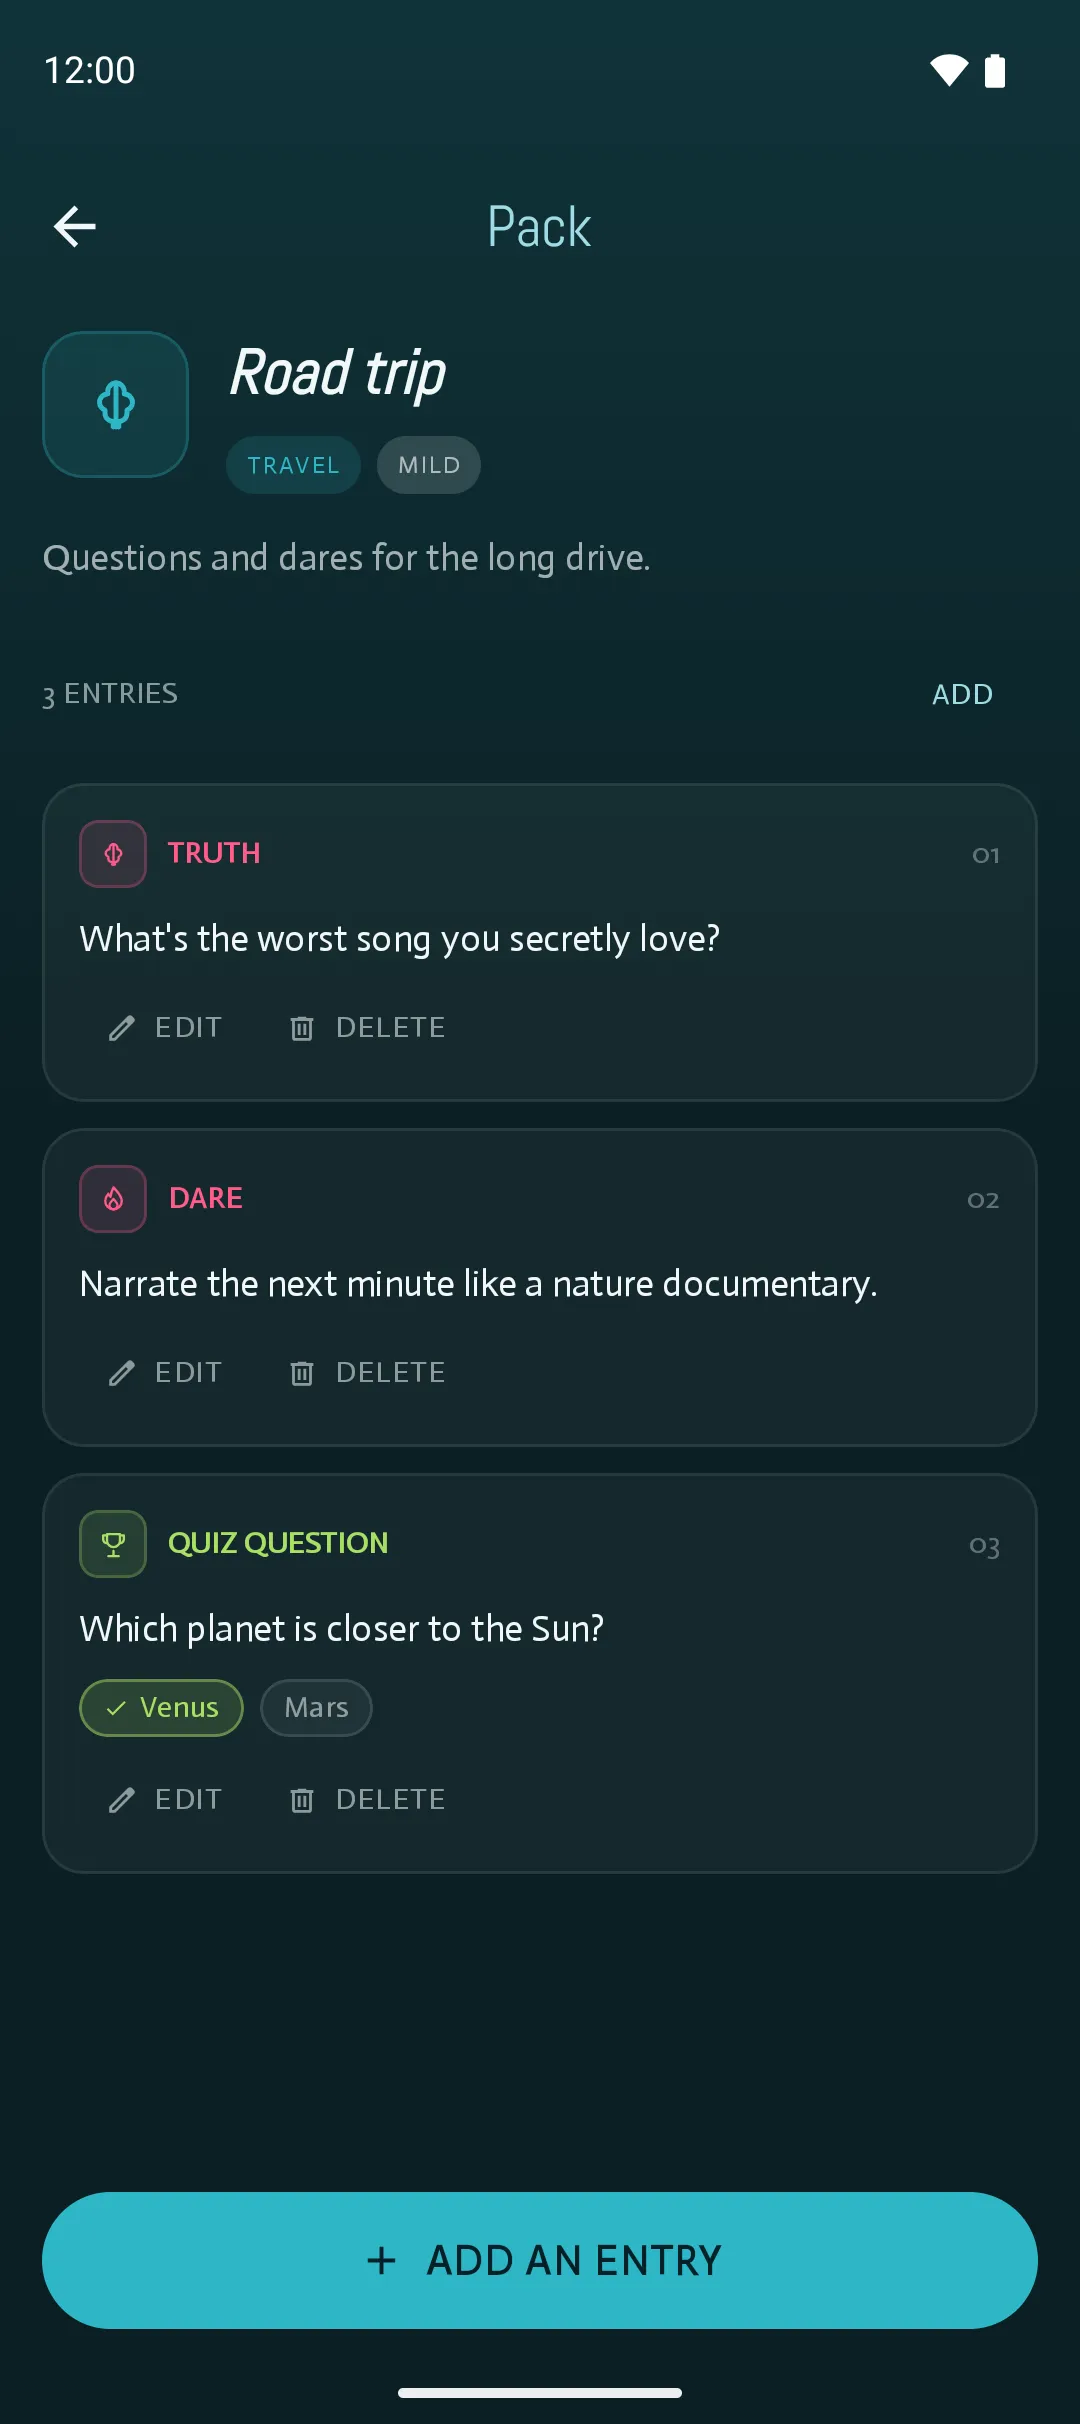 12:00
Pack
Road trip
TRAVEL MILD
Questions and dares for the long drive.
3 ENTRIES ADD
TRUTH 01
What's the worst song you secretly love?
EDIT DELETE
DARE 02
Narrate the next minute like a nature documentary.
EDIT DELETE
QUIZ QUESTION 03
Which planet is closer to the Sun?
Venus Mars
EDIT DELETE
+ ADD AN ENTRY